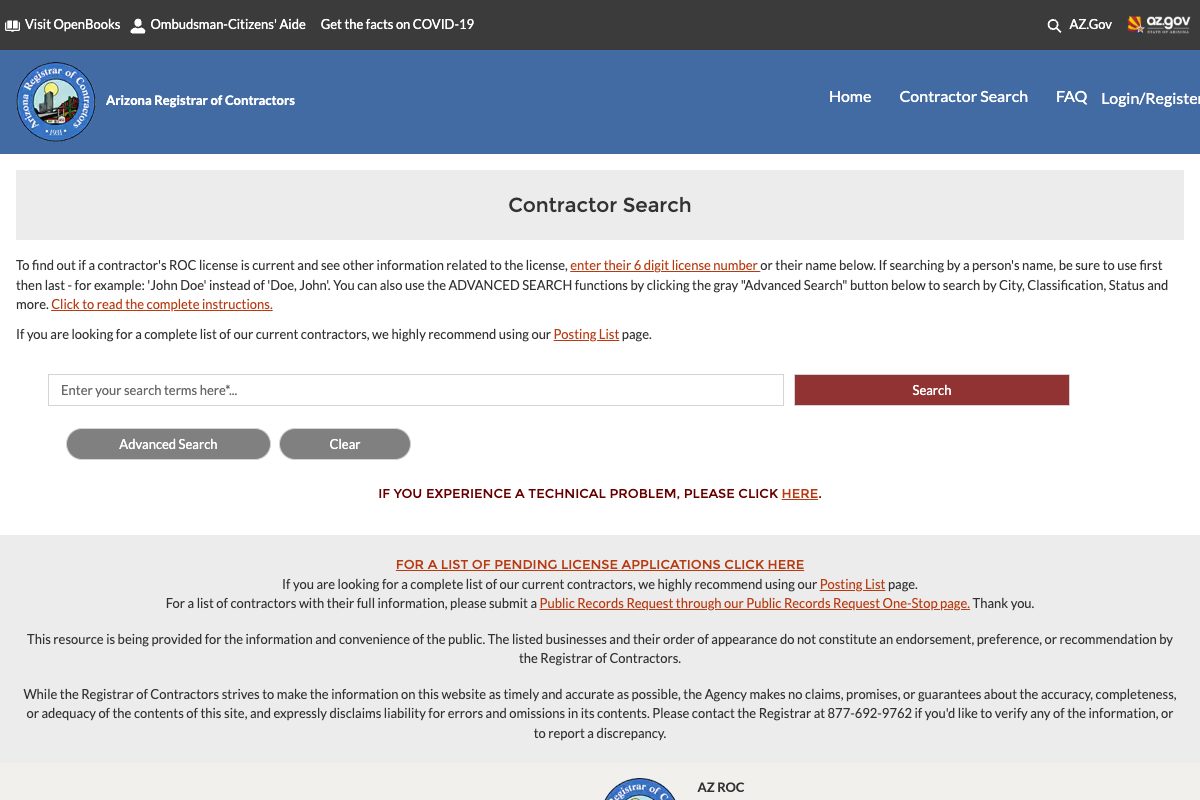 Visit OpenBooks Ombudsman-Citizens' Aide Get the facts on COVID-19 AZ.Gov az.gov
STATE OF ARIZONA
Arizona Registrar of Contractors
1931
Arizona Registrar of Contractors
Home Contractor Search FAQ Login/Register
Contractor Search
To find out if a contractor's ROC license is current and see other information related to the license, enter their 6 digit license number or their name below. If searching by a person's name, be sure to use first
then last - for example: 'John Doe' instead of 'Doe, John'. You can also use the ADVANCED SEARCH functions by clicking the gray "Advanced Search" button below to search by City, Classification, Status and
more. Click to read the complete instructions.
If you are looking for a complete list of our current contractors, we highly recommend using our Posting List page.
Enter your search terms here*...
Search
Advanced Search Clear
IF YOU EXPERIENCE A TECHNICAL PROBLEM, PLEASE CLICK HERE.
FOR A LIST OF PENDING LICENSE APPLICATIONS CLICK HERE
If you are looking for a complete list of our current contractors, we highly recommend using our Posting List page.
For a list of contractors with their full information, please submit a Public Records Request through our Public Records Request One-Stop page. Thank you.
This resource is being provided for the information and convenience of the public. The listed businesses and their order of appearance do not constitute an endorsement, preference, or recommendation by
the Registrar of Contractors.
While the Registrar of Contractors strives to make the information on this website as timely and accurate as possible, the Agency makes no claims, promises, or guarantees about the accuracy, completeness,
or adequacy of the contents of this site, and expressly disclaims liability for errors and omissions in its contents. Please contact the Registrar at 877-692-9762 if you'd like to verify any of the information, or
to report a discrepancy.
AZ ROC